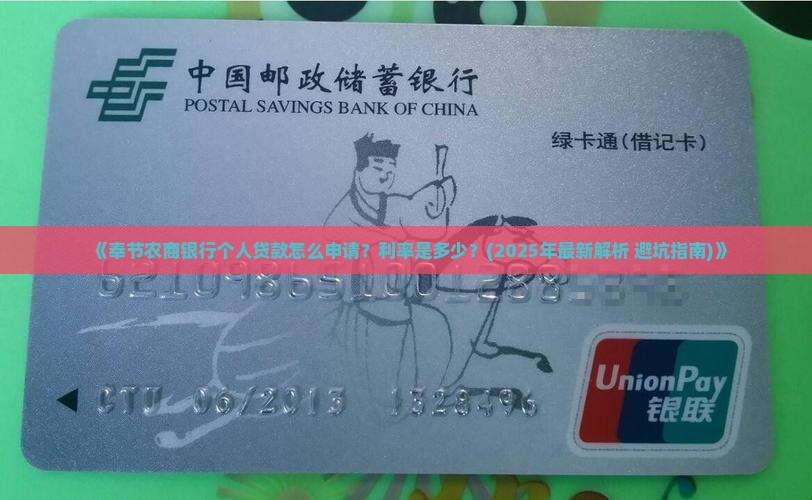 中国邮政储蓄银行
POSTAL SAVINGS BANK OF CHINA
绿卡通(借记卡)
《奉节农商银行个人贷款怎么申请？利率是多少？(2025年最新解析 避坑指南)》
CTU 06/2013 1328496
UnionPay
银联